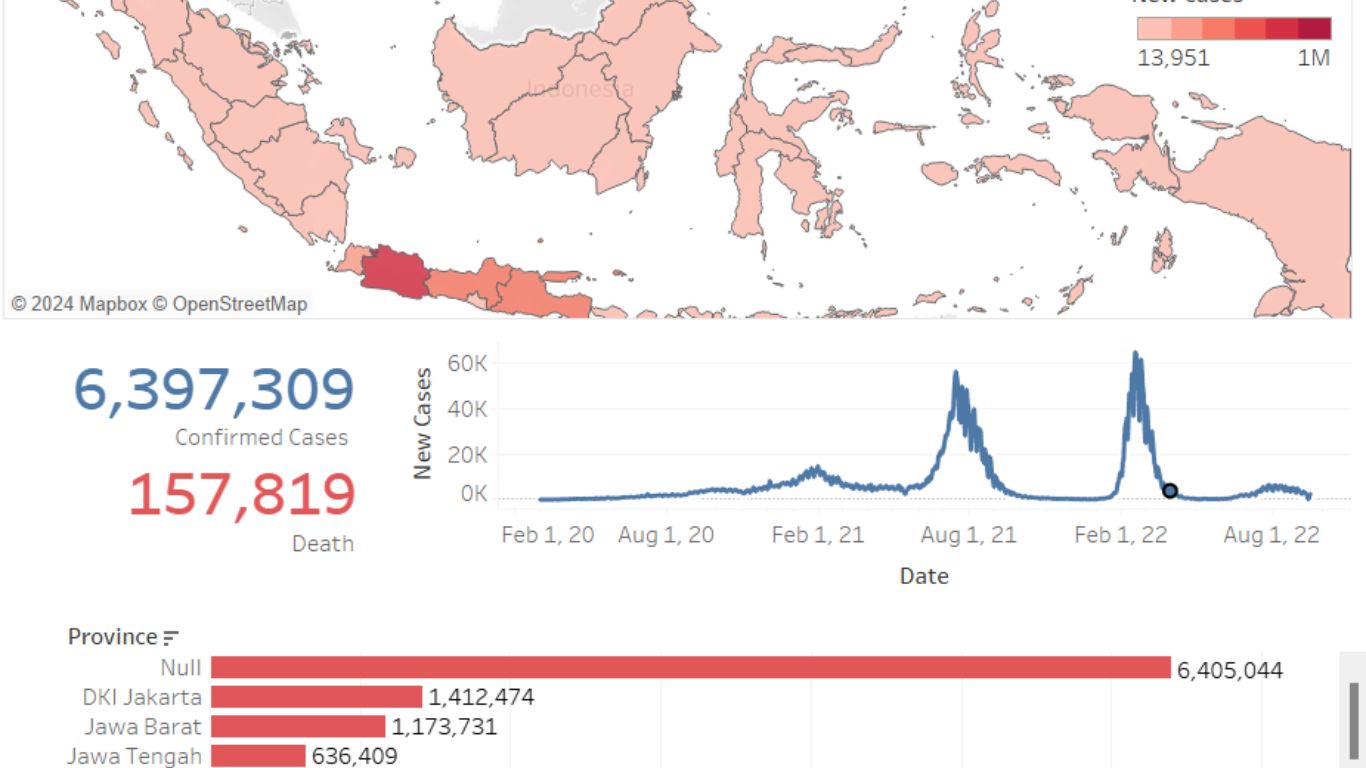 New Cases
13,951 1M
Indonesia
© 2024 Mapbox © OpenStreetMap
6,397,309
Confirmed Cases
157,819
Death
New Cases
60K
40K
20K
0K
Feb 1, 20 Aug 1, 20 Feb 1, 21 Aug 1, 21 Feb 1, 22 Aug 1, 22
Date
Province
Null 6,405,044
DKI Jakarta 1,412,474
Jawa Barat 1,173,731
Jawa Tengah 636,409